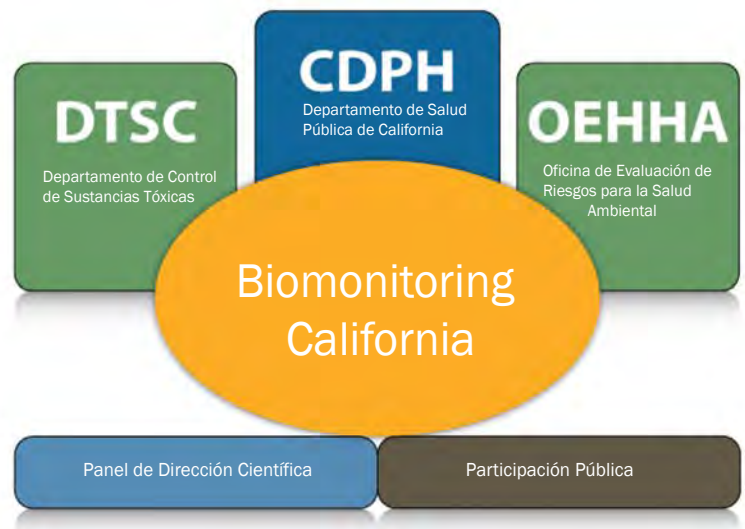 DTSC
Departamento de Control
de Sustancias Tóxicas
CDPH
Departamento de Salud
Pública de California
OEHHA
Oficina de Evaluación de
Riesgos para la Salud
Ambiental
Biomonitoring
California
Panel de Dirección Científica
Participación Pública